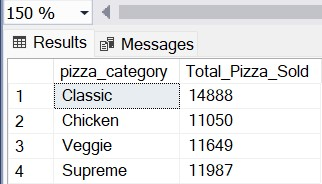 150 %
Results Messages
pizza_category Total_Pizza_Sold
1 Classic 14888
2 Chicken 11050
3 Veggie 11649
4 Supreme 11987